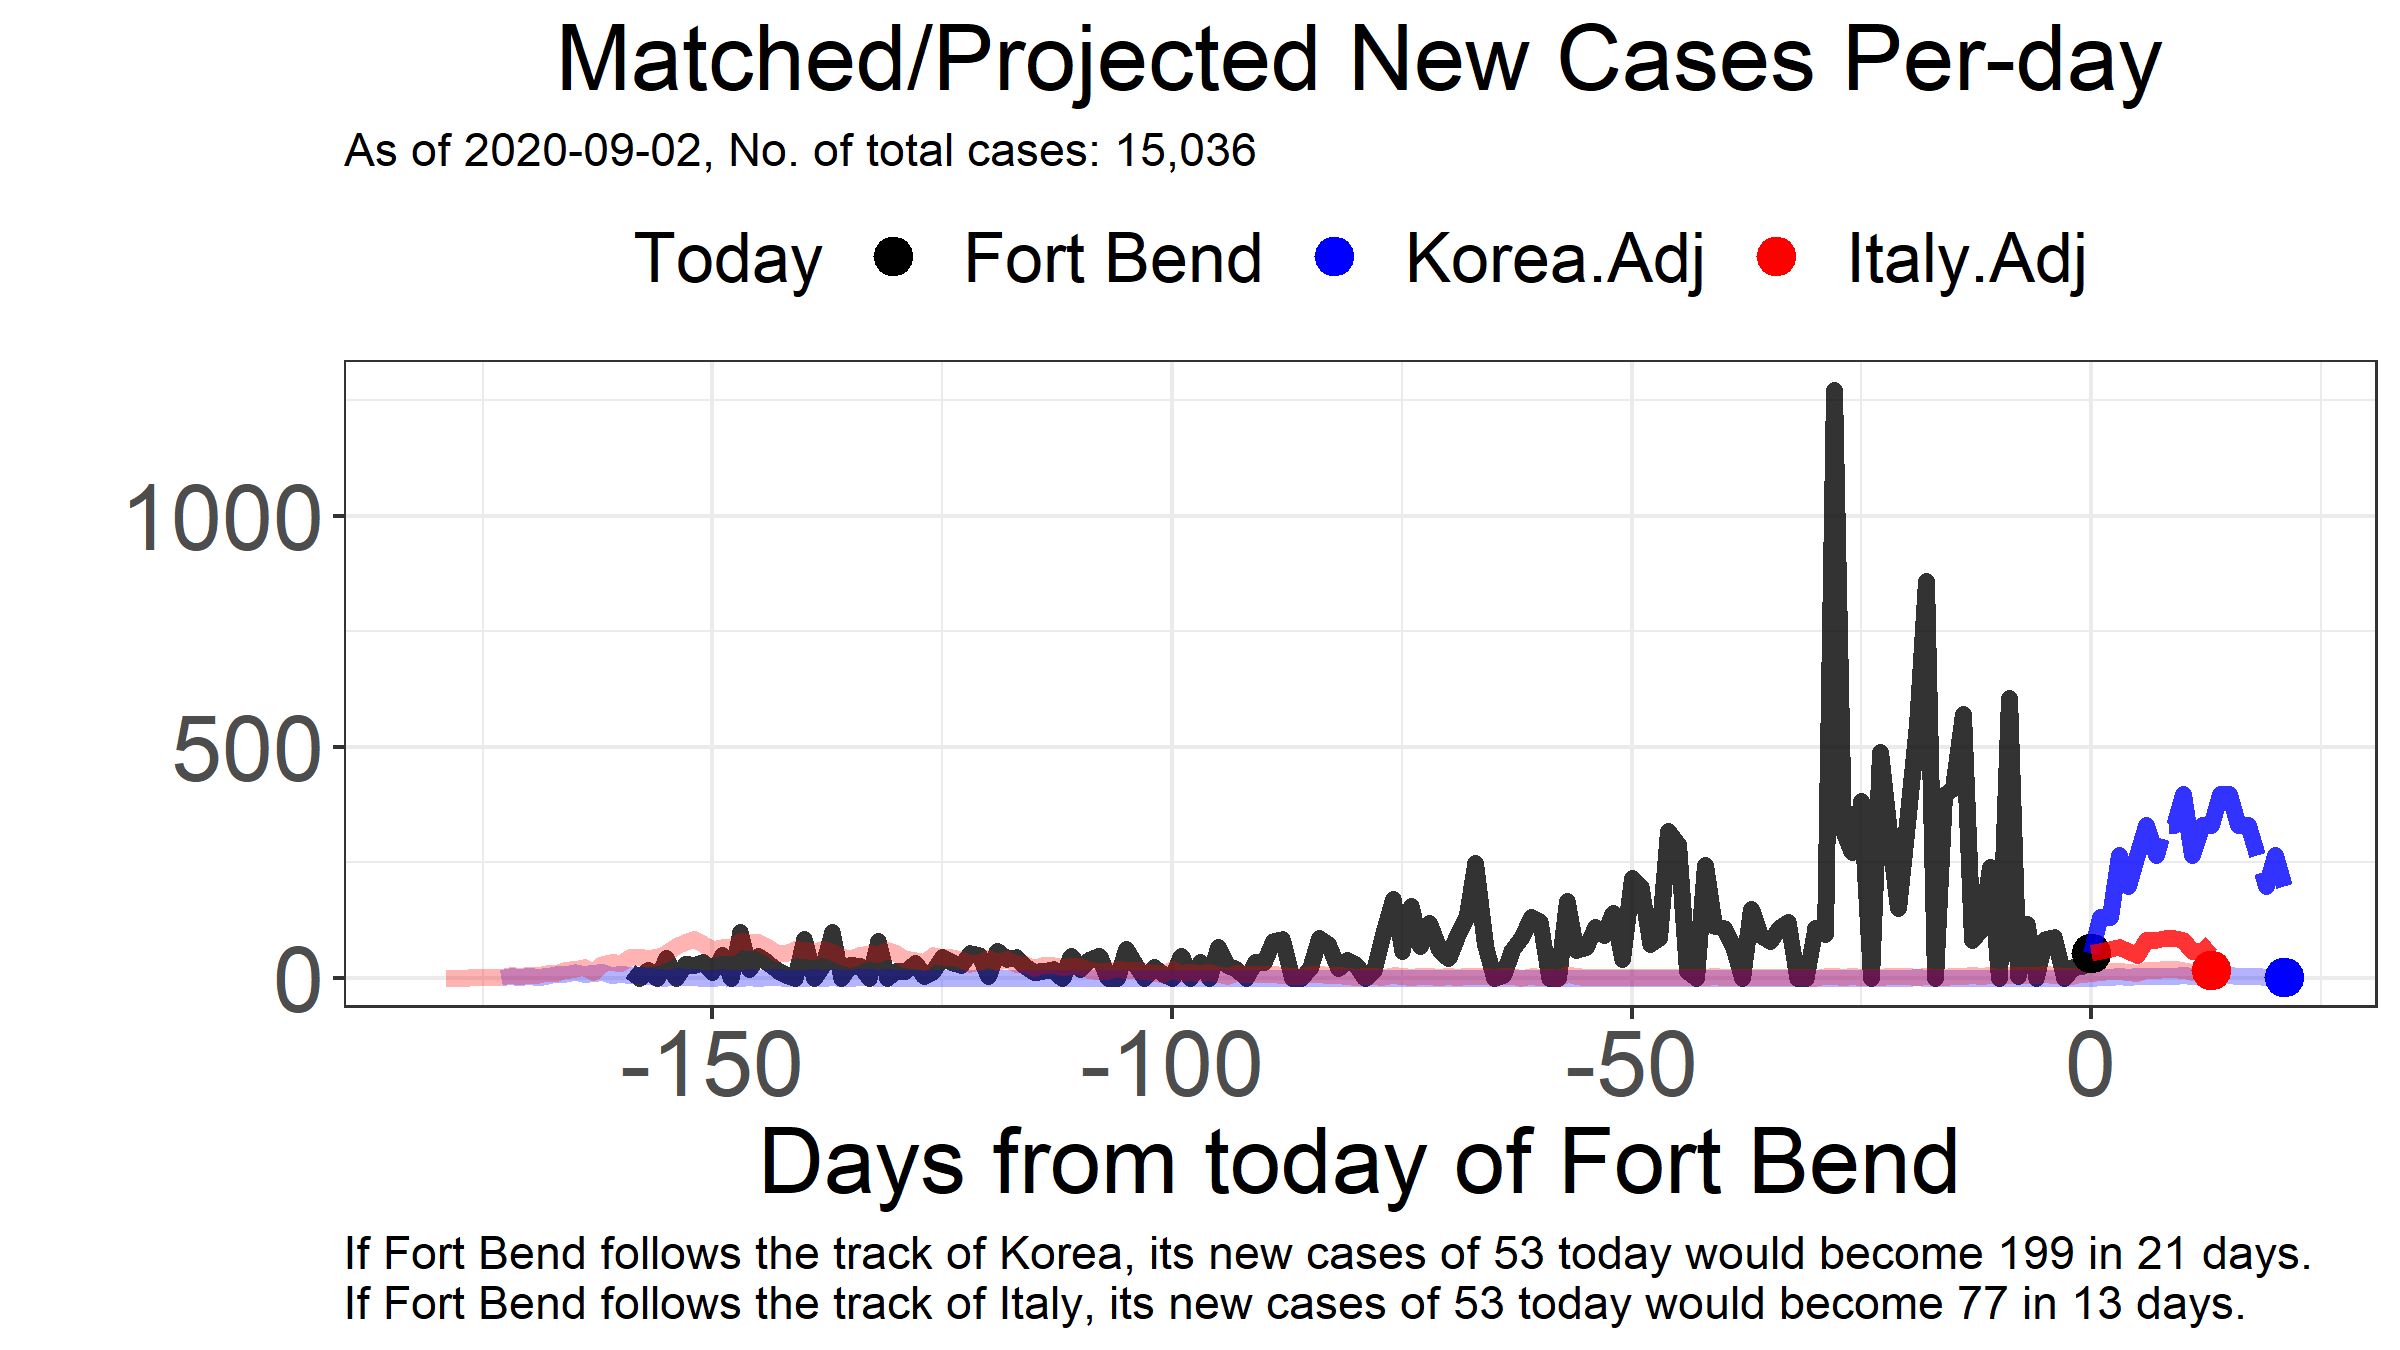 Matched/Projected New Cases Per-day
As of 2020-09-02, No. of total cases: 15,036
Today Fort Bend Korea.Adj Italy.Adj
1000
500
0
-150 -100 -50 0
Days from today of Fort Bend
If Fort Bend follows the track of Korea, its new cases of 53 today would become 199 in 21 days.
If Fort Bend follows the track of Italy, its new cases of 53 today would become 77 in 13 days.